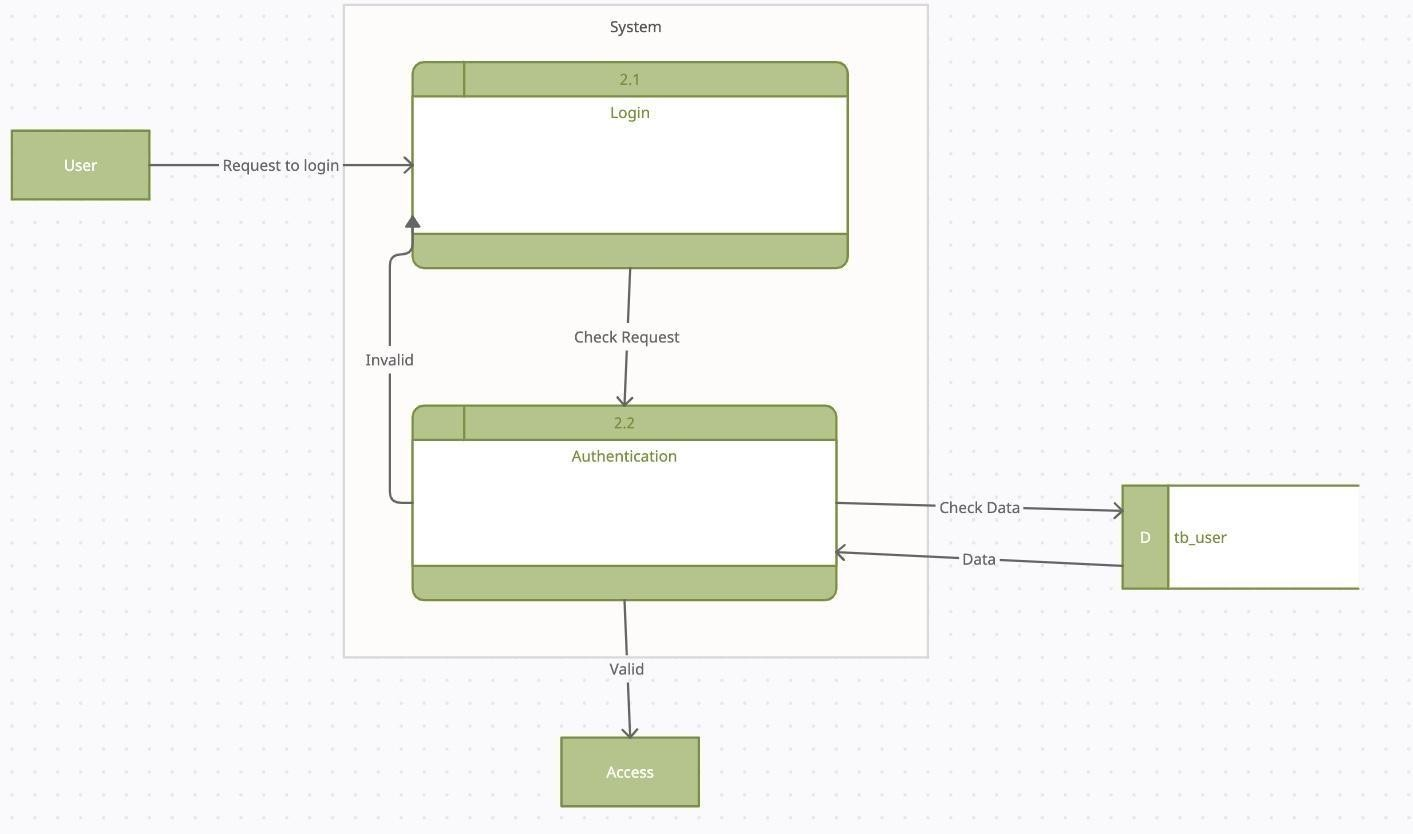 System
2.1
Login
User
Request to login
Check Request
Invalid
2.2
Authentication
Check Data
D
tb_user
Data
Valid
Access